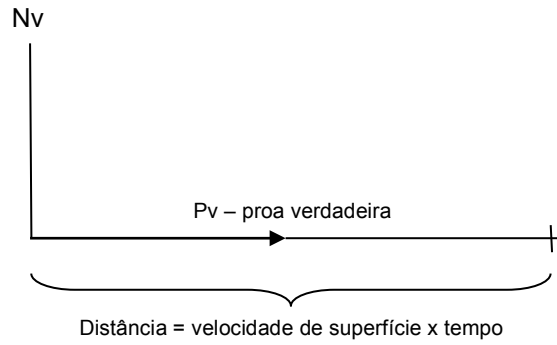 Nv
Pv – proa verdadeira
Distância = velocidade de superfície x tempo